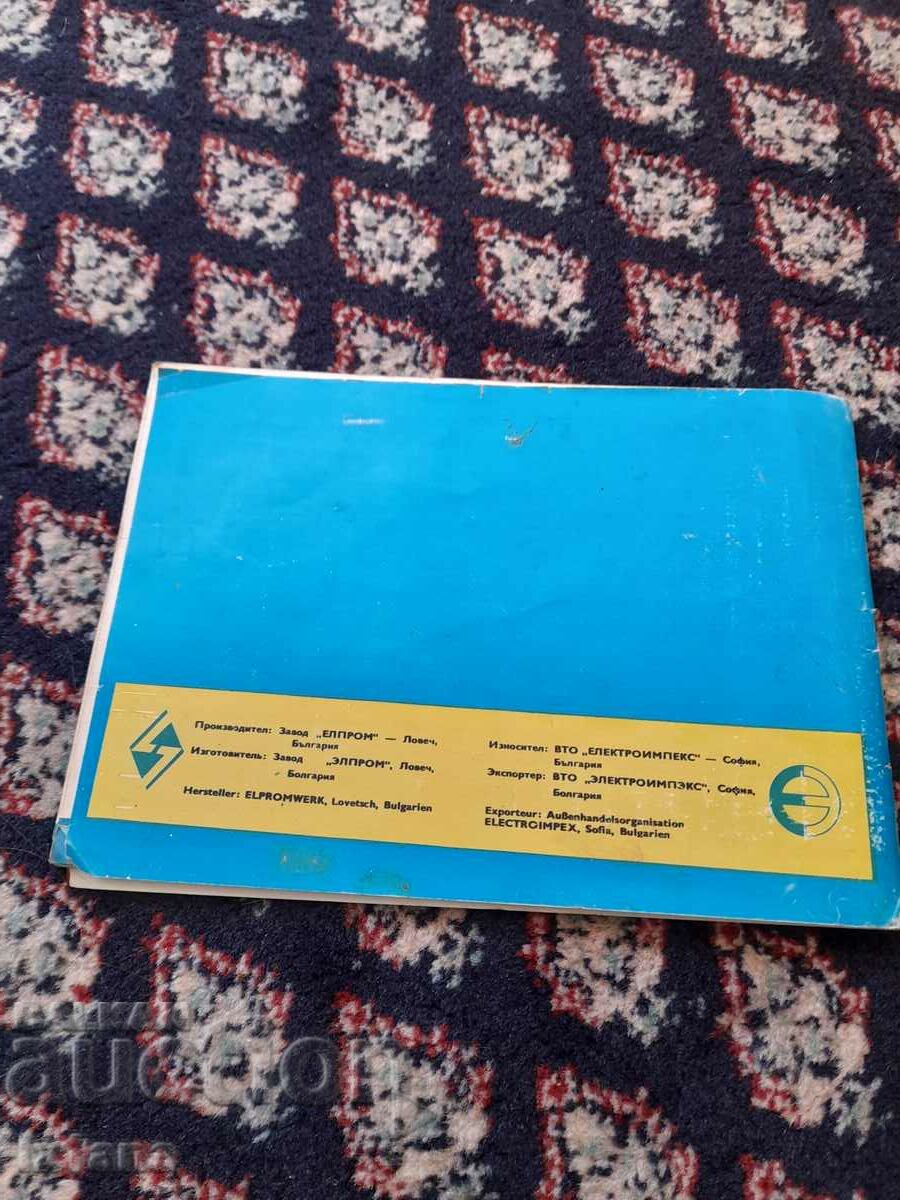 Производител: Завод „ЕЛПРОМ" — Ловеч,
България
Изготовитель: Завод „ЭЛПРОМ", Ловеч,
Болгария
Hersteller: ELPROMWERK, Lovetsch, Bulgarien
Износител: ВТО „ЕЛЕКТРОИМПЕКС" — София,
България
Экспортер: ВТО „ЭЛЕКТРОИМПЭКС", София,
Болгария
Exporteur: Außenhandelsorganisation
ELECTROIMPEX, Sofia, Bulgarien
auction